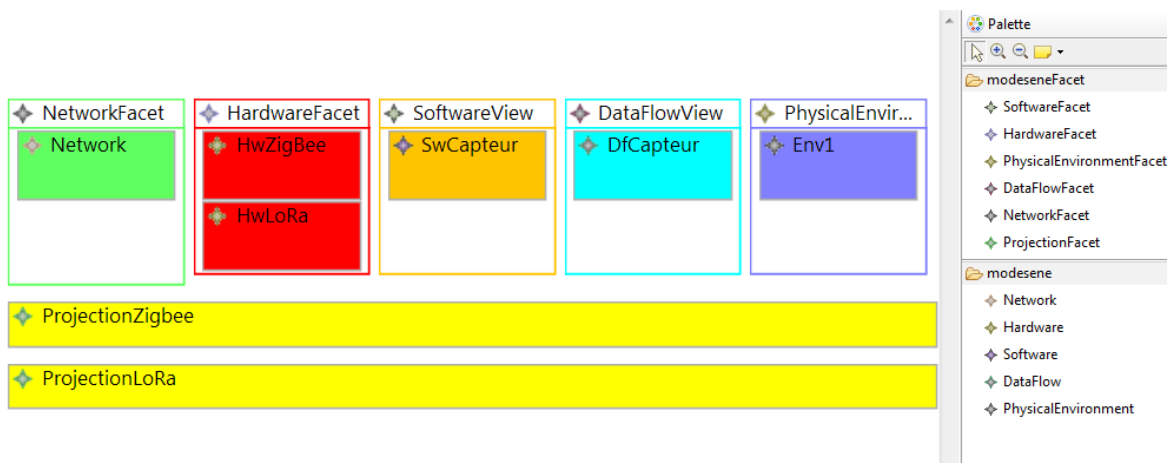 NetworkFacet
Network
HardwareFacet
HwZigBee
HwLoRa
SoftwareView
SwCapteur
DataFlowView
DfCapteur
PhysicalEnvir...
Env1
ProjectionZigbee
ProjectionLoRa
Palette
modeseneFacet
SoftwareFacet
HardwareFacet
PhysicalEnvironmentFacet
DataFlowFacet
NetworkFacet
ProjectionFacet
modesene
Network
Hardware
Software
DataFlow
PhysicalEnvironment